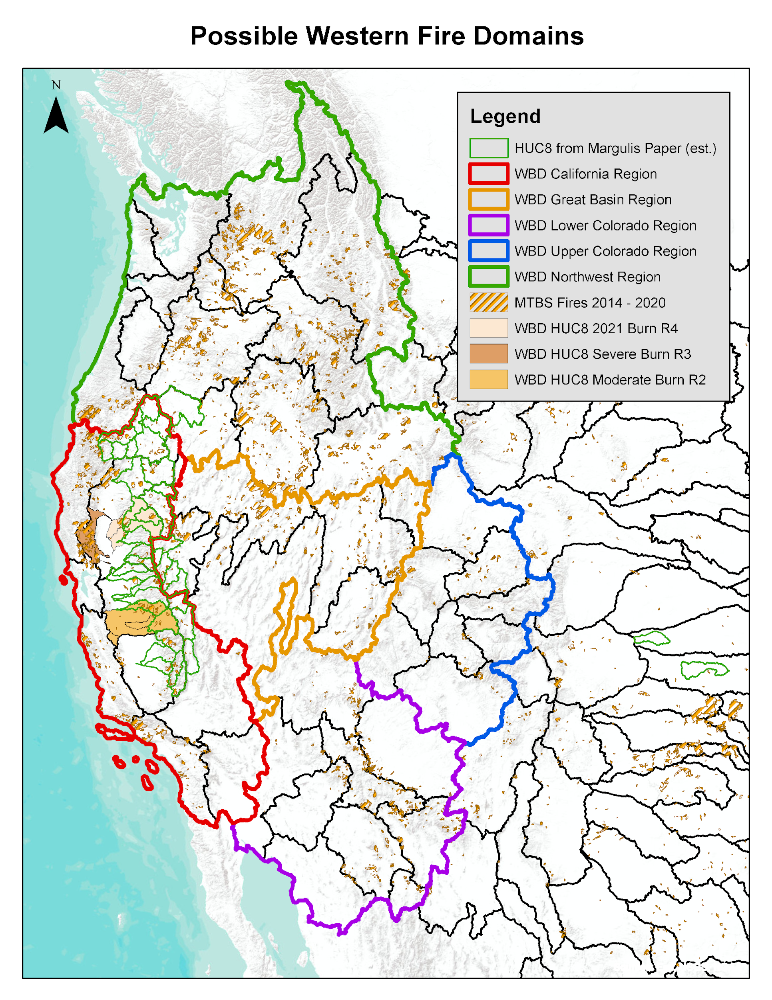 Possible Western Fire Domains
N
Legend
HUC8 from Margulis Paper (est.)
WBD California Region
WBD Great Basin Region
WBD Lower Colorado Region
WBD Upper Colorado Region
WBD Northwest Region
MTBS Fires 2014 - 2020
WBD HUC8 2021 Burn R4
WBD HUC8 Severe Burn R3
WBD HUC8 Moderate Burn R2